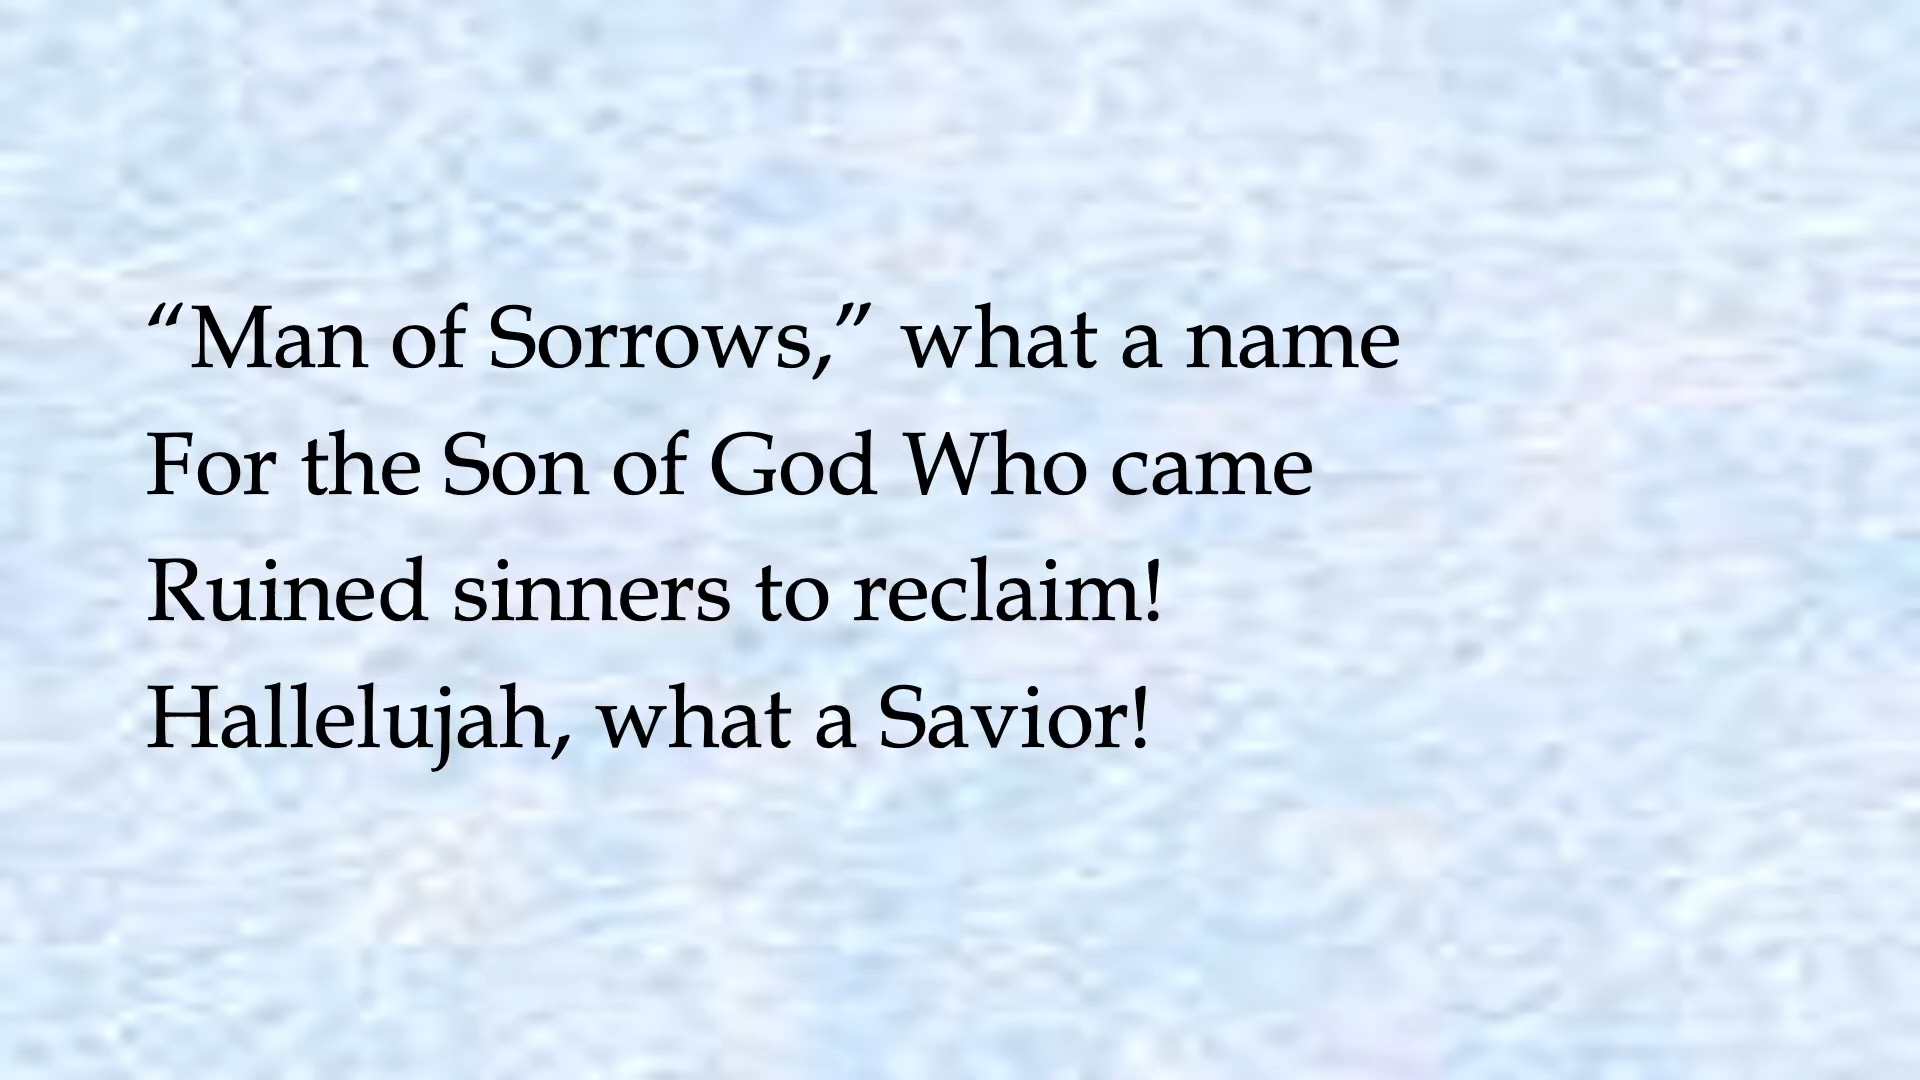 “Man of Sorrows,” what a name
For the Son of God Who came
Ruined sinners to reclaim!
Hallelujah, what a Savior!